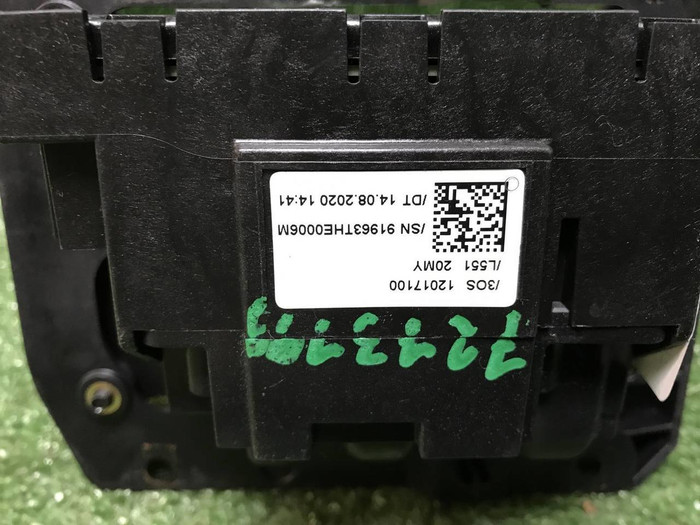 /3OS 12017100
/L551 20MY
/SN 91963THE0006M
/DT 14.08.2020 14:41